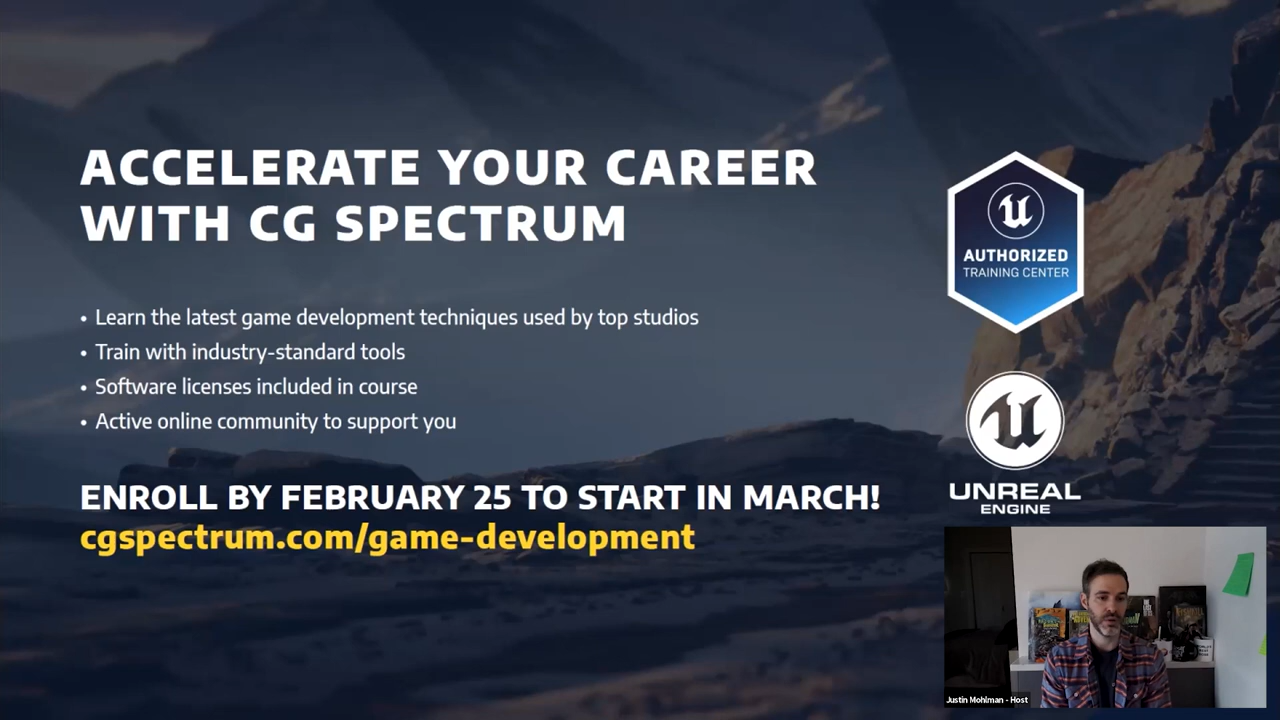 ACCELERATE YOUR CAREER
WITH CG SPECTRUM
• Learn the latest game development techniques used by top studios
• Train with industry-standard tools
• Software licenses included in course
• Active online community to support you
ENROLL BY FEBRUARY 25 TO START IN MARCH!
cgspectrum.com/game-development
AUTHORIZED
TRAINING CENTER
UNREAL
ENGINE
Justin Mohlman - Host